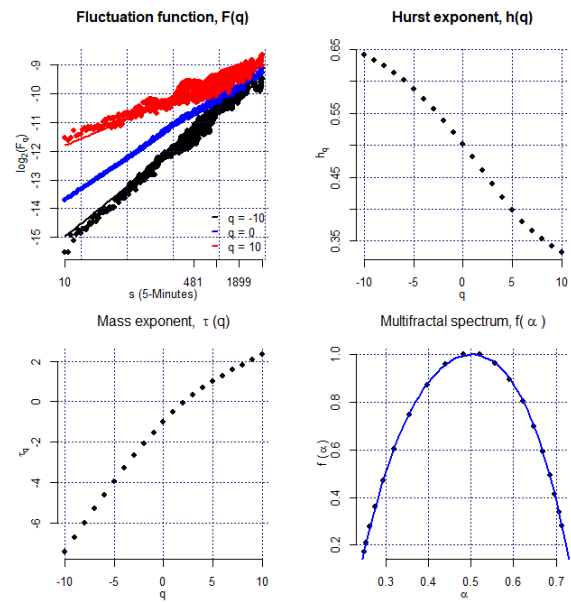 Fluctuation function, F(q)
log2(Fq)
-9
-10
-11
-12
-13
-14
-15
q = -10
q = 0
q = 10
10
481
1899
s (5-Minutes)
Hurst exponent, h(q)
hq
0.65
0.55
0.45
0.35
-10
-5
0
5
10
q
Mass exponent, τ (q)
τq
2
0
-2
-4
-6
-10
-5
0
5
10
q
Multifractal spectrum, f( α )
f (α)
1.0
0.8
0.6
0.4
0.2
0.3
0.4
0.5
0.6
0.7
α